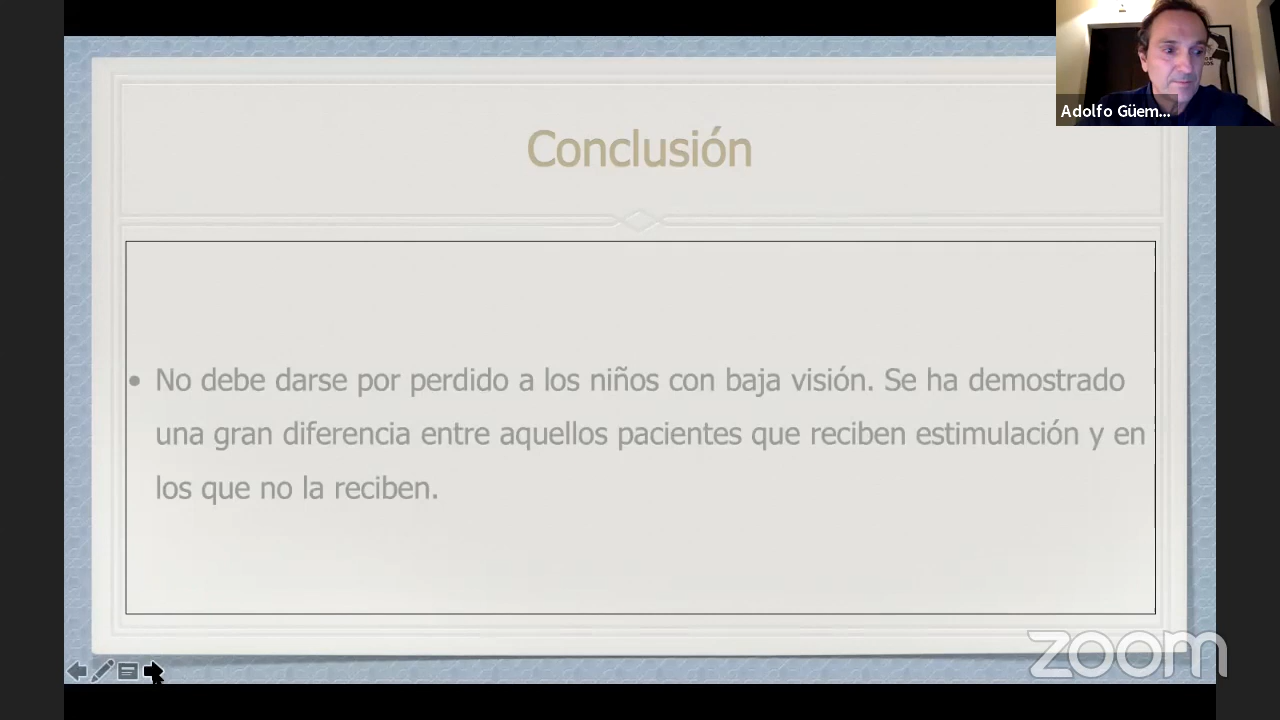 Adolfo Güem...
Conclusión
• No debe darse por perdido a los niños con baja visión. Se ha demostrado
una gran diferencia entre aquellos pacientes que reciben estimulación y en
los que no la reciben.
zoom